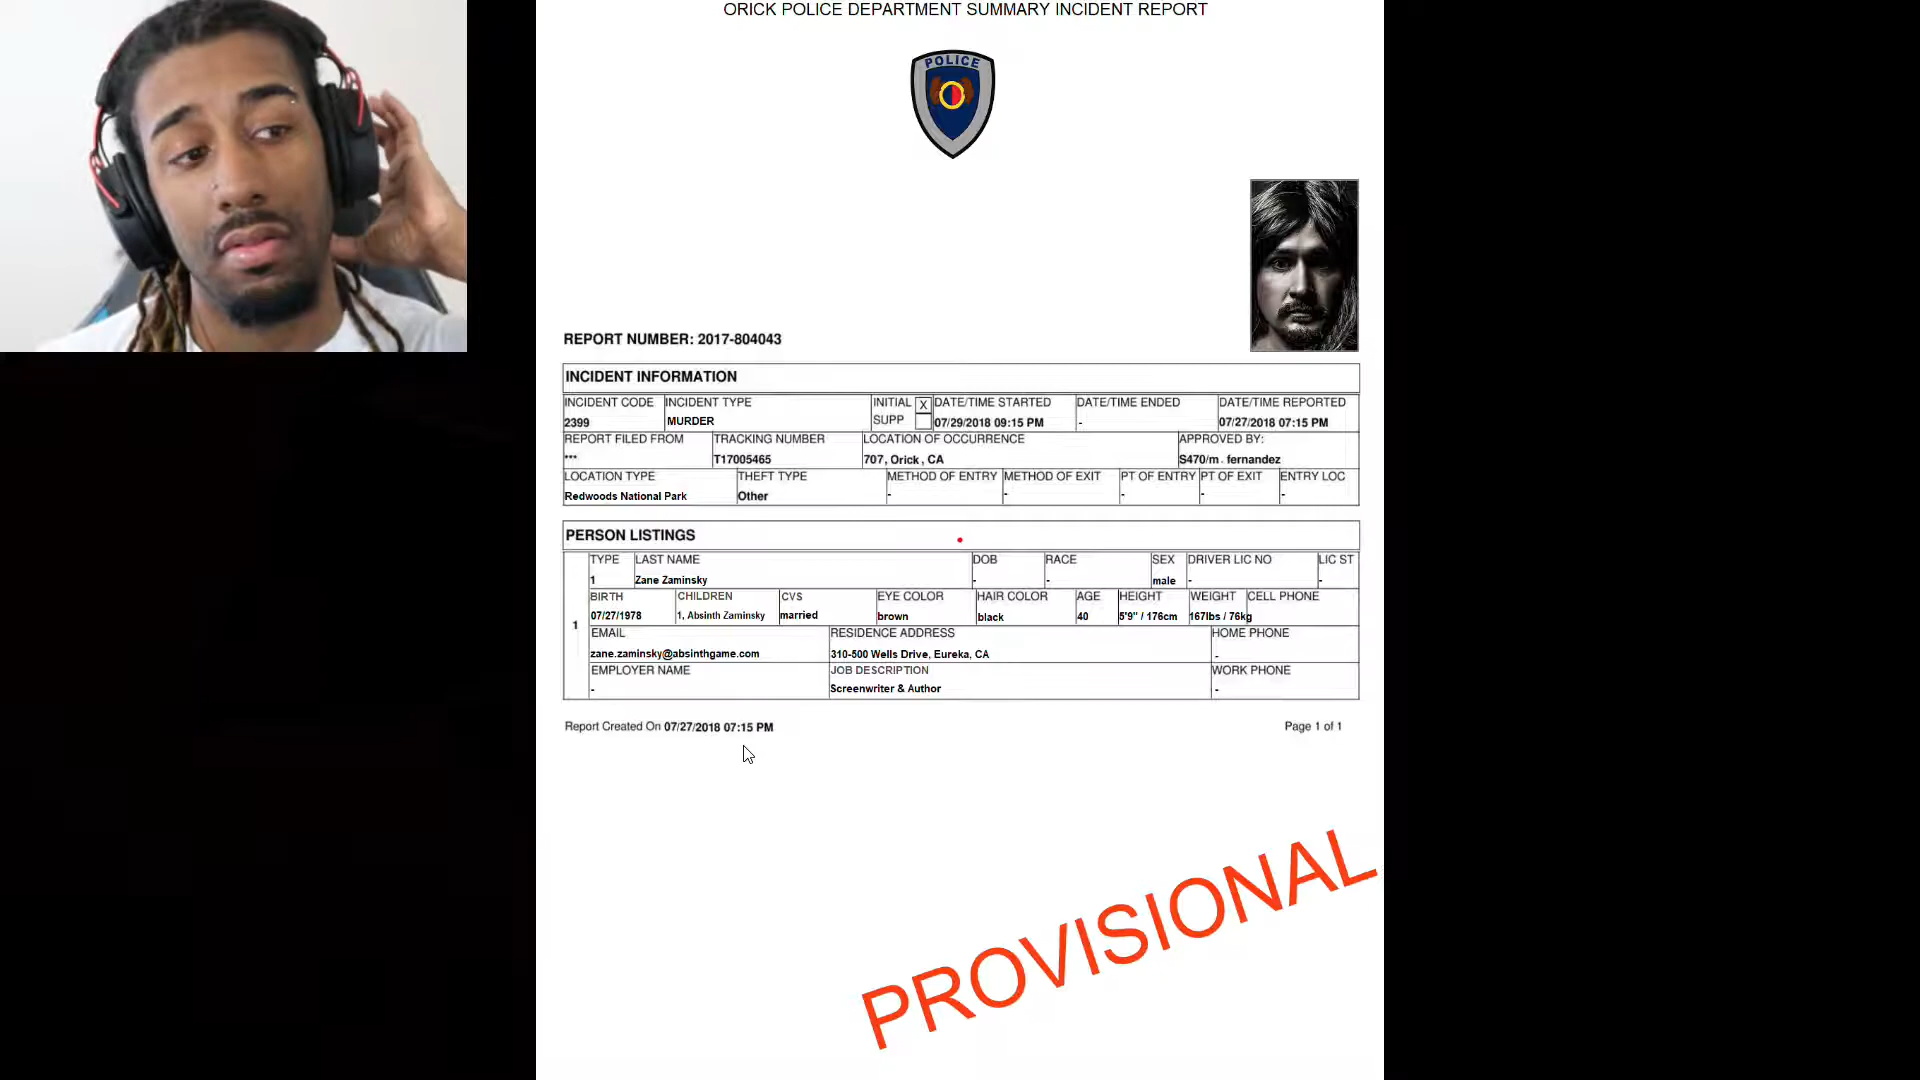 ORICK POLICE DEPARTMENT SUMMARY INCIDENT REPORT
POLICE
REPORT NUMBER: 2017-804043
INCIDENT INFORMATION
INCIDENT CODE INCIDENT TYPE INITIAL X DATE/TIME STARTED DATE/TIME ENDED DATE/TIME REPORTED
2399 MURDER SUPP 07/29/2018 09:15 PM - 07/27/2018 07:15 PM
REPORT FILED FROM TRACKING NUMBER LOCATION OF OCCURRENCE APPROVED BY:
*** T17005465 707, Orick, CA S470/m. fernandez
LOCATION TYPE THEFT TYPE METHOD OF ENTRY METHOD OF EXIT PT OF ENTRY PT OF EXIT ENTRY LOC
Redwoods National Park Other - - - - -
PERSON LISTINGS
TYPE LAST NAME DOB RACE SEX DRIVER LIC NO LIC ST
1 Zane Zaminsky - - male - -
BIRTH CHILDREN CVS EYE COLOR HAIR COLOR AGE HEIGHT WEIGHT CELL PHONE
1 07/27/1978 1, Absinth Zaminsky married brown black 40 5'9" / 176cm 167lbs / 76kg
EMAIL RESIDENCE ADDRESS HOME PHONE
zane.zaminsky@absinthgame.com 310-500 Wells Drive, Eureka, CA -
EMPLOYER NAME JOB DESCRIPTION WORK PHONE
- Screenwriter & Author -
Report Created On 07/27/2018 07:15 PM Page 1 of 1
PROVISIONAL